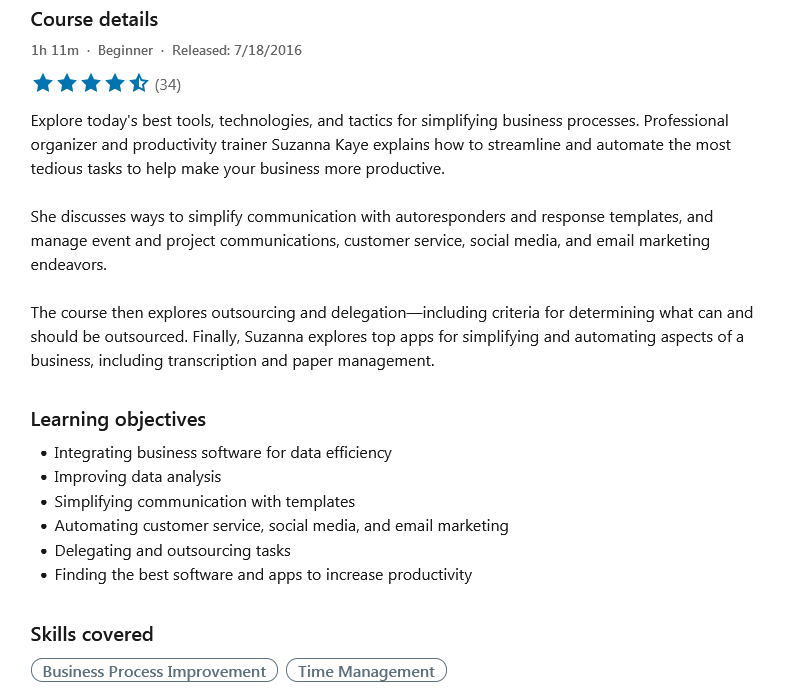 Course details
1h 11m · Beginner · Released: 7/18/2016
(34)
Explore today's best tools, technologies, and tactics for simplifying business processes. Professional
organizer and productivity trainer Suzanna Kaye explains how to streamline and automate the most
tedious tasks to help make your business more productive.
She discusses ways to simplify communication with autoresponders and response templates, and
manage event and project communications, customer service, social media, and email marketing
endeavors.
The course then explores outsourcing and delegation—including criteria for determining what can and
should be outsourced. Finally, Suzanna explores top apps for simplifying and automating aspects of a
business, including transcription and paper management.
Learning objectives
• Integrating business software for data efficiency
• Improving data analysis
• Simplifying communication with templates
• Automating customer service, social media, and email marketing
• Delegating and outsourcing tasks
• Finding the best software and apps to increase productivity
Skills covered
Business Process Improvement Time Management